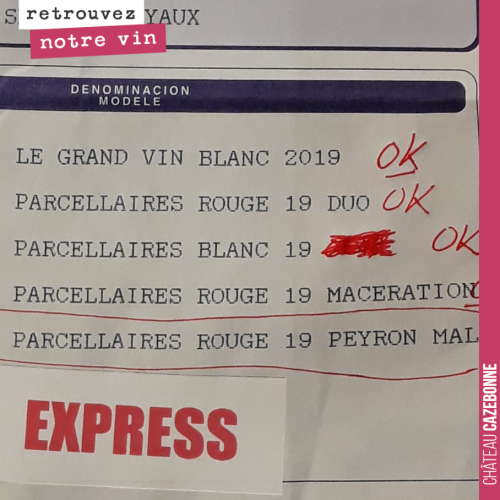 retrouvez
notre vin
YAUX
DENOMINACION
MODELE
LE GRAND VIN BLANC 2019 OK
PARCELLAIRES ROUGE 19 DUO OK
PARCELLAIRES BLANC 19 OK
PARCELLAIRES ROUGE 19 MACERATION
PARCELLAIRES ROUGE 19 PEYRON MAL
EXPRESS
CHÂTEAU CAZEBONNE